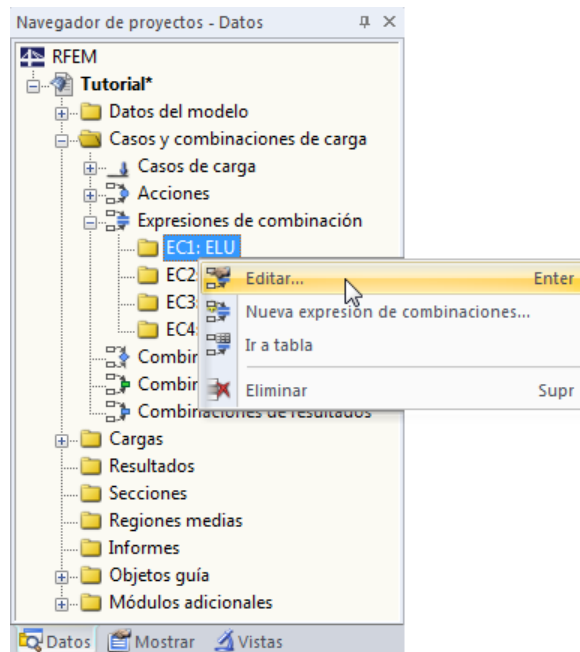 Navegador de proyectos - Datos
RFEM
Tutorial*
Datos del modelo
Casos y combinaciones de carga
Casos de carga
Acciones
Expresiones de combinación
EC1: ELU
EC2
Editar... Enter
EC3
Nueva expresión de combinaciones...
EC4
Ir a tabla
Combin
Combin
Eliminar Supr
Combinaciones de resultados
Cargas
Resultados
Secciones
Regiones medias
Informes
Objetos guía
Módulos adicionales
Datos Mostrar Vistas